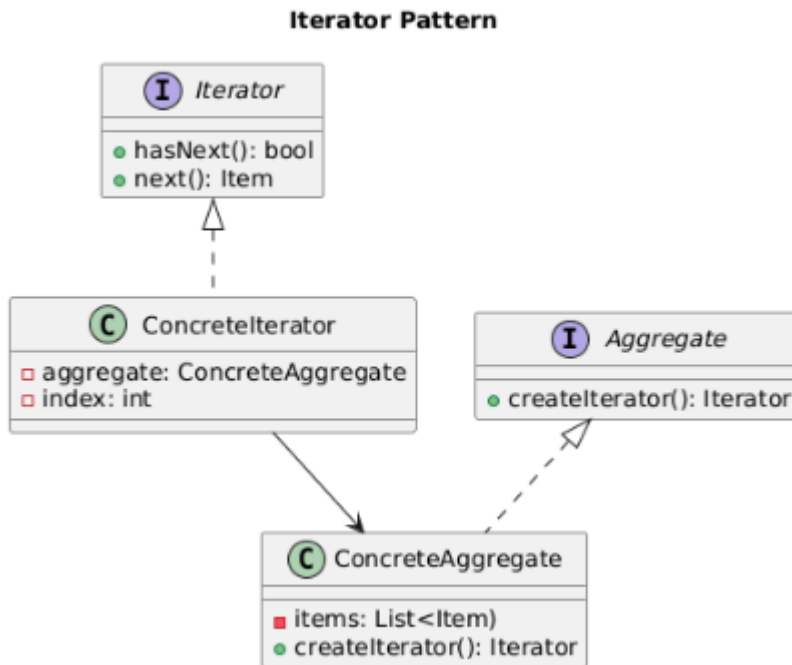 Iterator Pattern
I Iterator
hasNext(): bool
next(): Item
C ConcreteIterator
aggregate: ConcreteAggregate
index: int
I Aggregate
createIterator(): Iterator
C ConcreteAggregate
items: List<Item)
createIterator(): Iterator